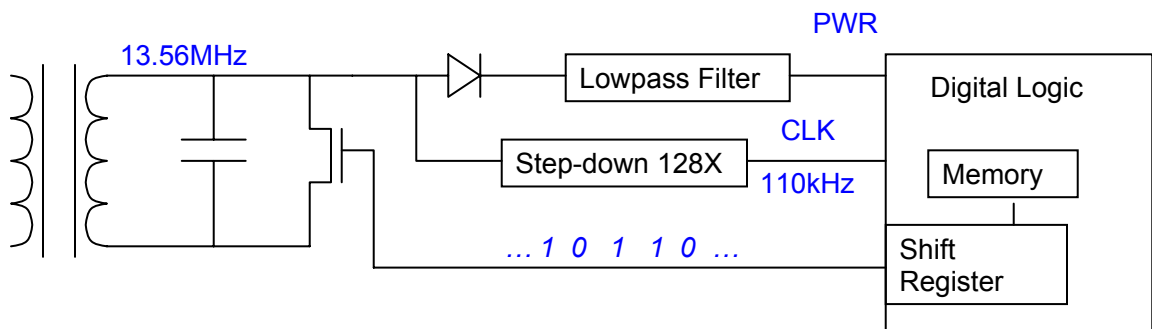 PWR
13.56MHz
Lowpass Filter
Digital Logic
CLK
Step-down 128X
110kHz
Memory
...1 0 1 1 0 ...
Shift
Register